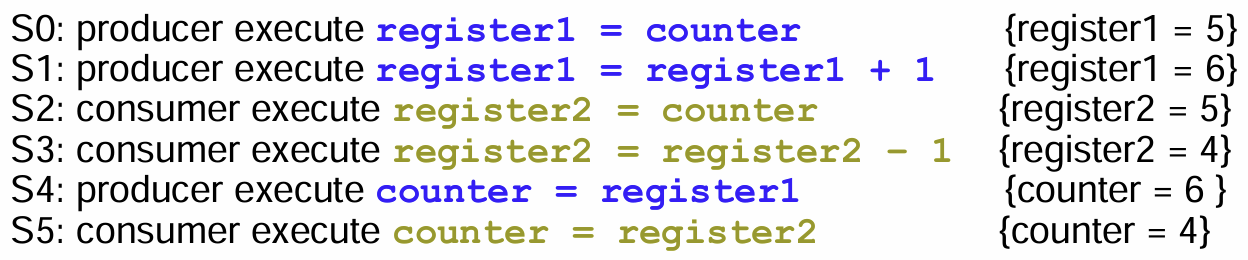 S0: producer execute register1 = counter {register1 = 5}
S1: producer execute register1 = register1 + 1 {register1 = 6}
S2: consumer execute register2 = counter {register2 = 5}
S3: consumer execute register2 = register2 – 1 {register2 = 4}
S4: producer execute counter = register1 {counter = 6 }
S5: consumer execute counter = register2 {counter = 4}